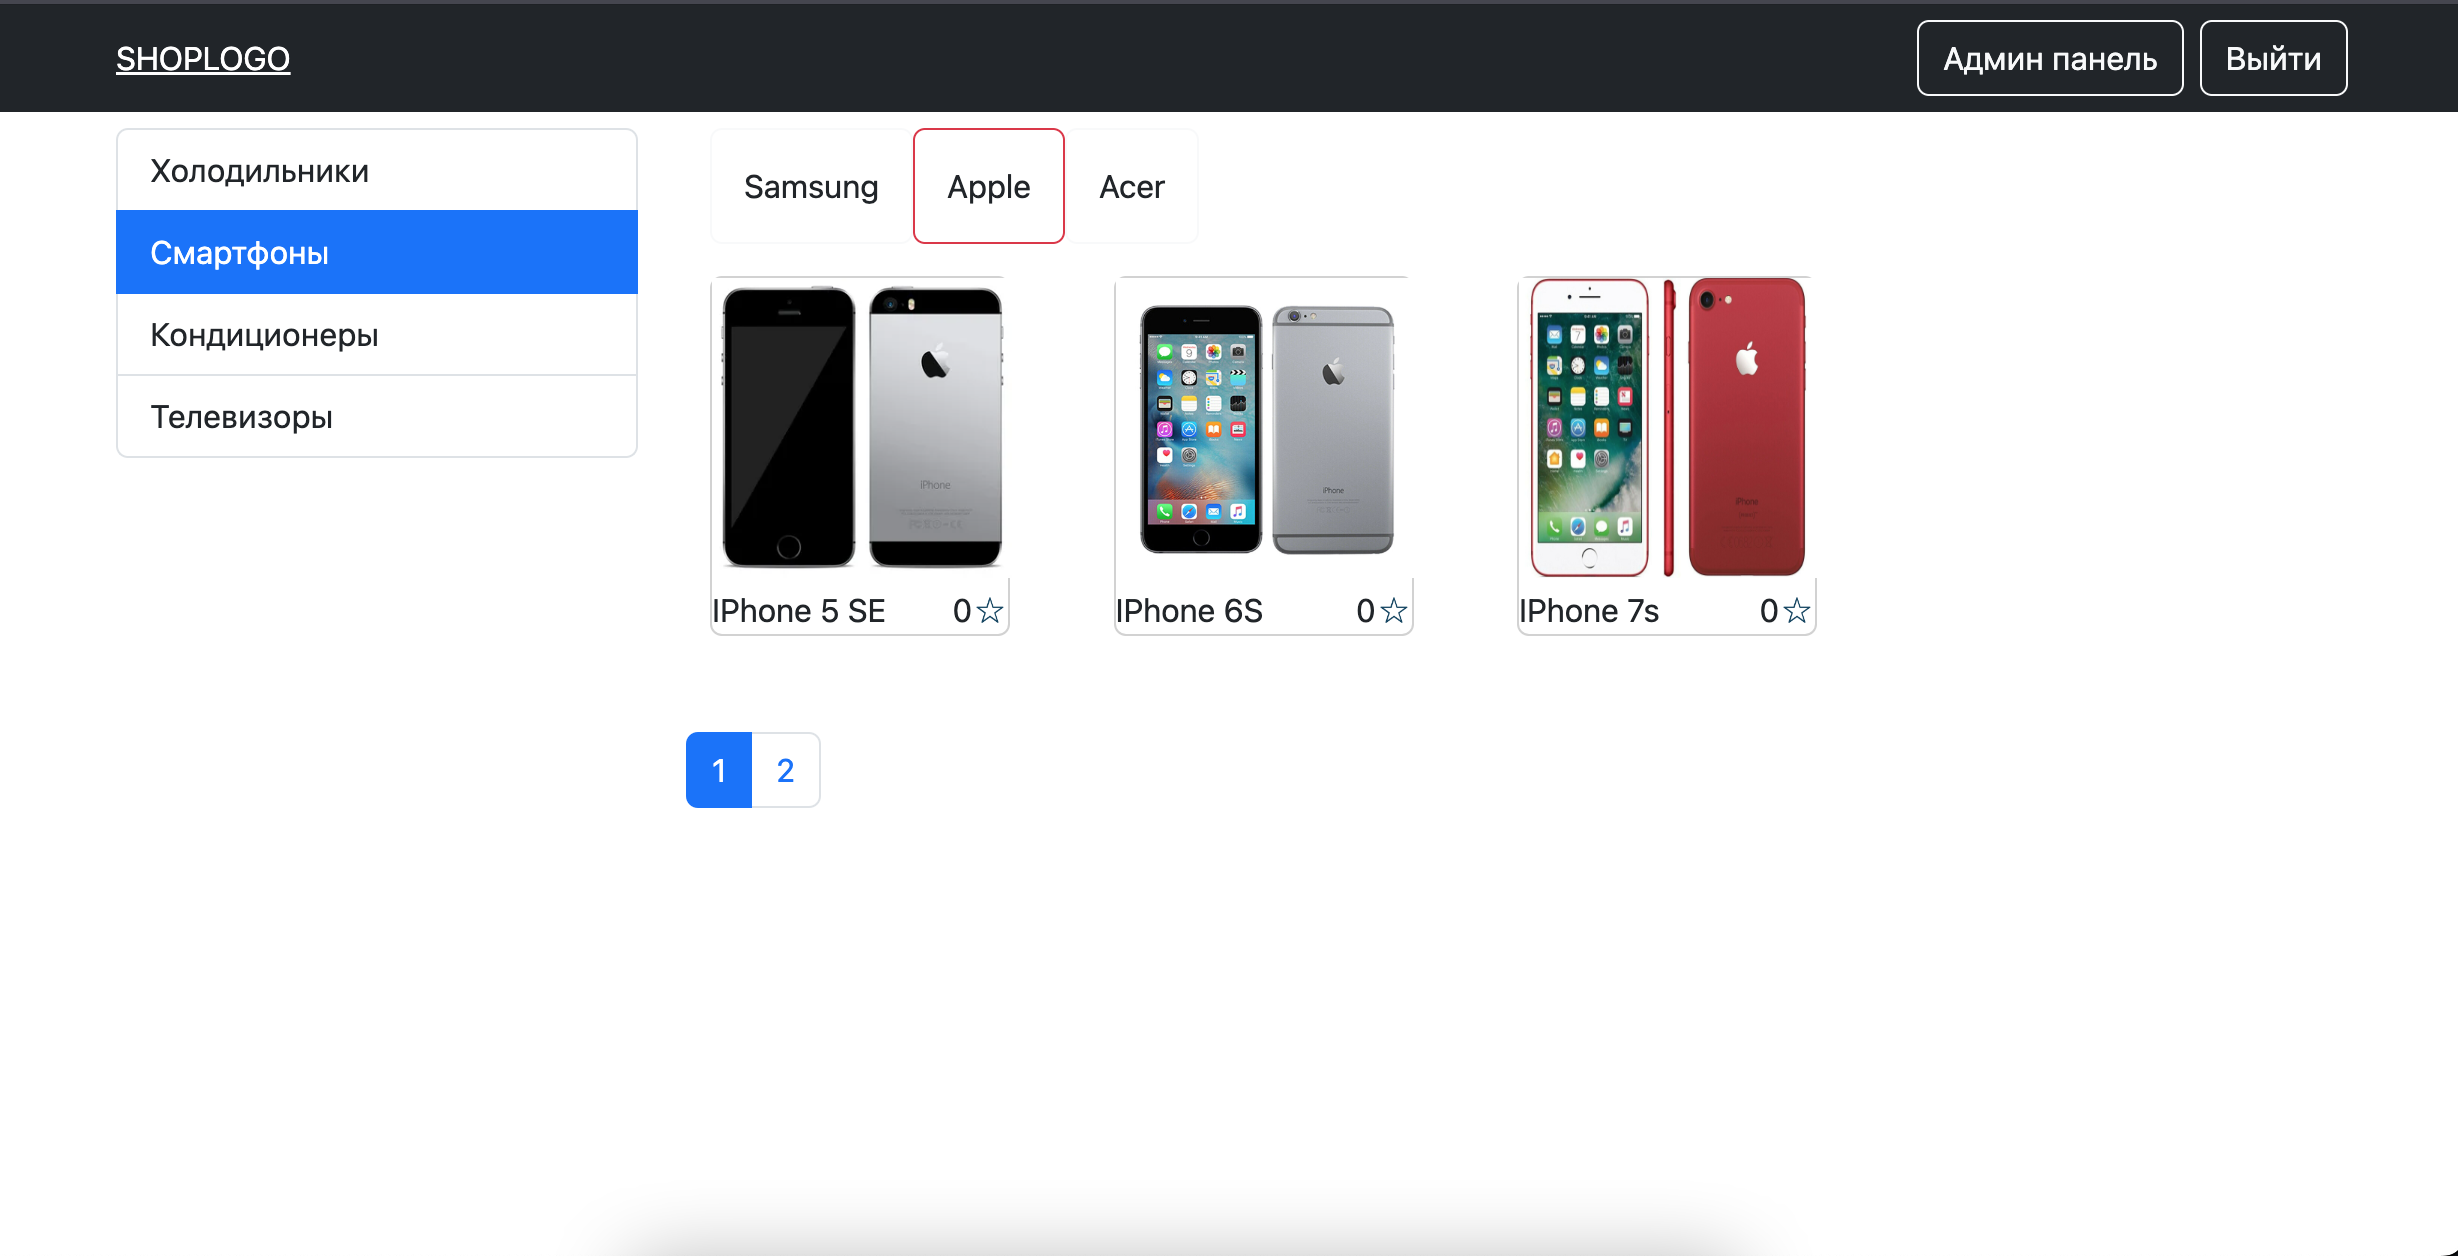 SHOPLOGO
Админ панель
Выйти
Холодильники
Смартфоны
Кондиционеры
Телевизоры
Samsung
Apple
Acer
IPhone 5 SE 0
IPhone 6S 0
IPhone 7s 0
iPhone
iPhone
iPhone
1
2